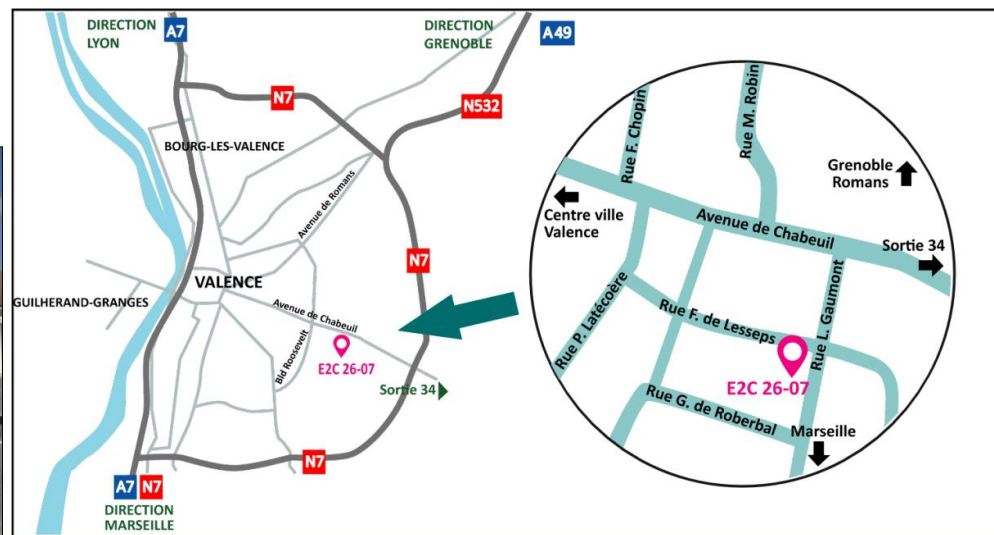 DIRECTION
LYON
A7
DIRECTION
GRENOBLE
A49
N7
N532
BOURG-LES-VALENCE
Avenue de Romans
N7
VALENCE
GUILHERAND-GRANGES
Avenue de Chabeuil
Bld Roosevelt
E2C 26-07
Sortie 34
N7
A7 N7
DIRECTION
MARSEILLE
Rue F. Chopin
Rue M. Robin
Grenoble
Romans
Centre ville
Valence
Avenue de Chabeuil
Sortie 34
Rue P. Latécoère
Rue F. de Lesseps
Rue L. Gaumont
E2C 26-07
Rue G. de Roberbal
Marseille